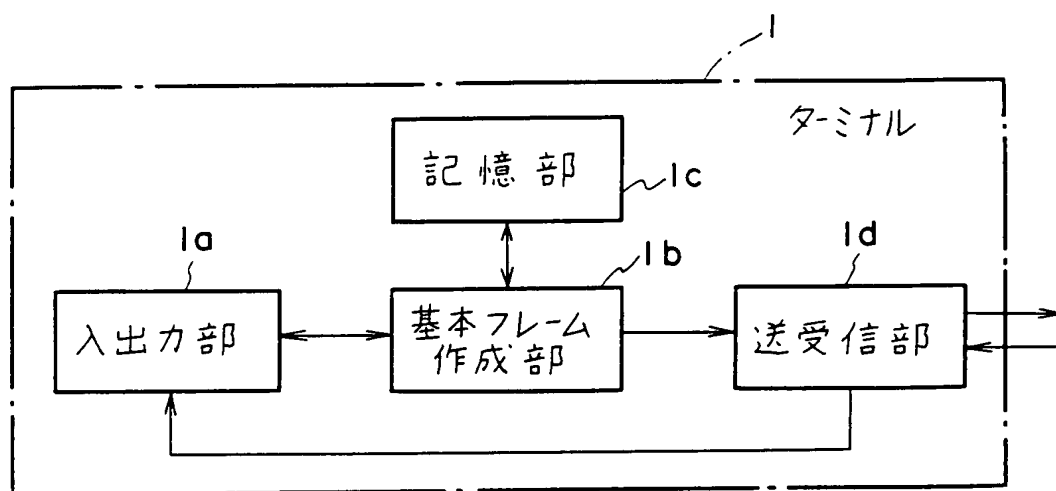 1
ターミナル
記憶部
1c
1a
1b
1d
入出力部
基本フレーム
作成部
送受信部